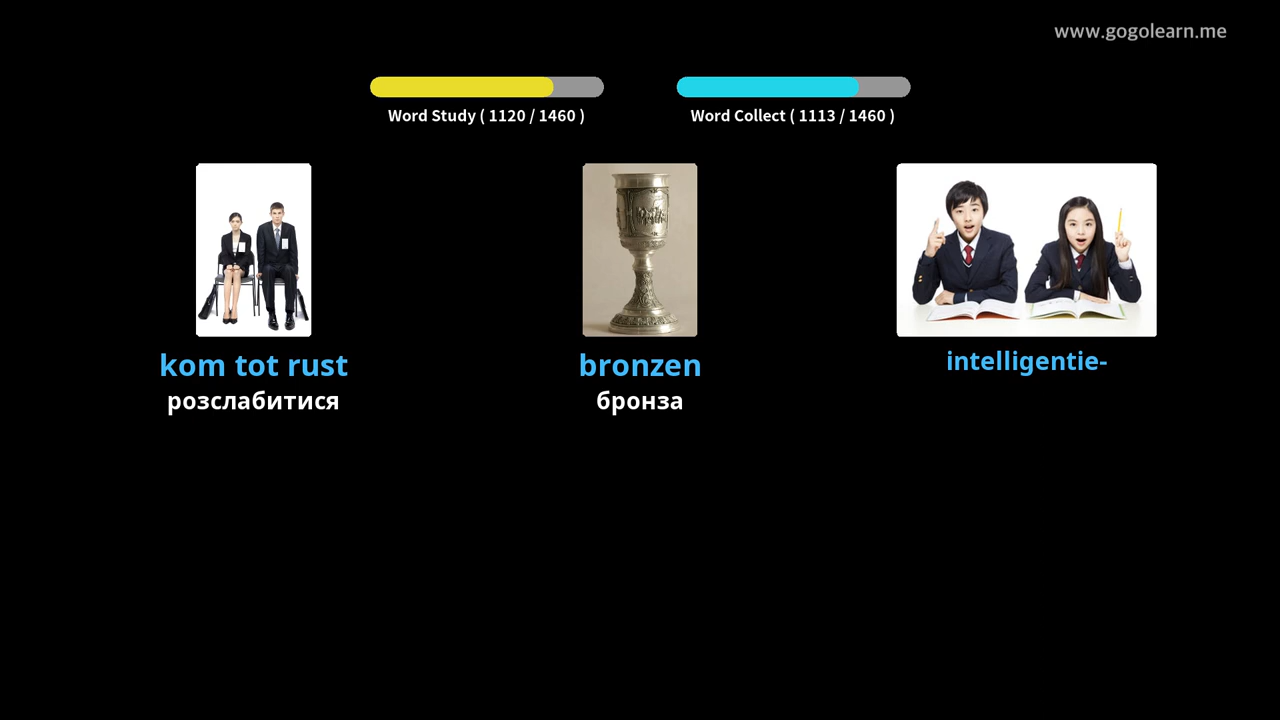 www.gogolearn.me
Word Study ( 1120 / 1460 )
Word Collect ( 1113 / 1460 )
kom tot rust
розслабитися
bronzen
бронза
intelligentie-